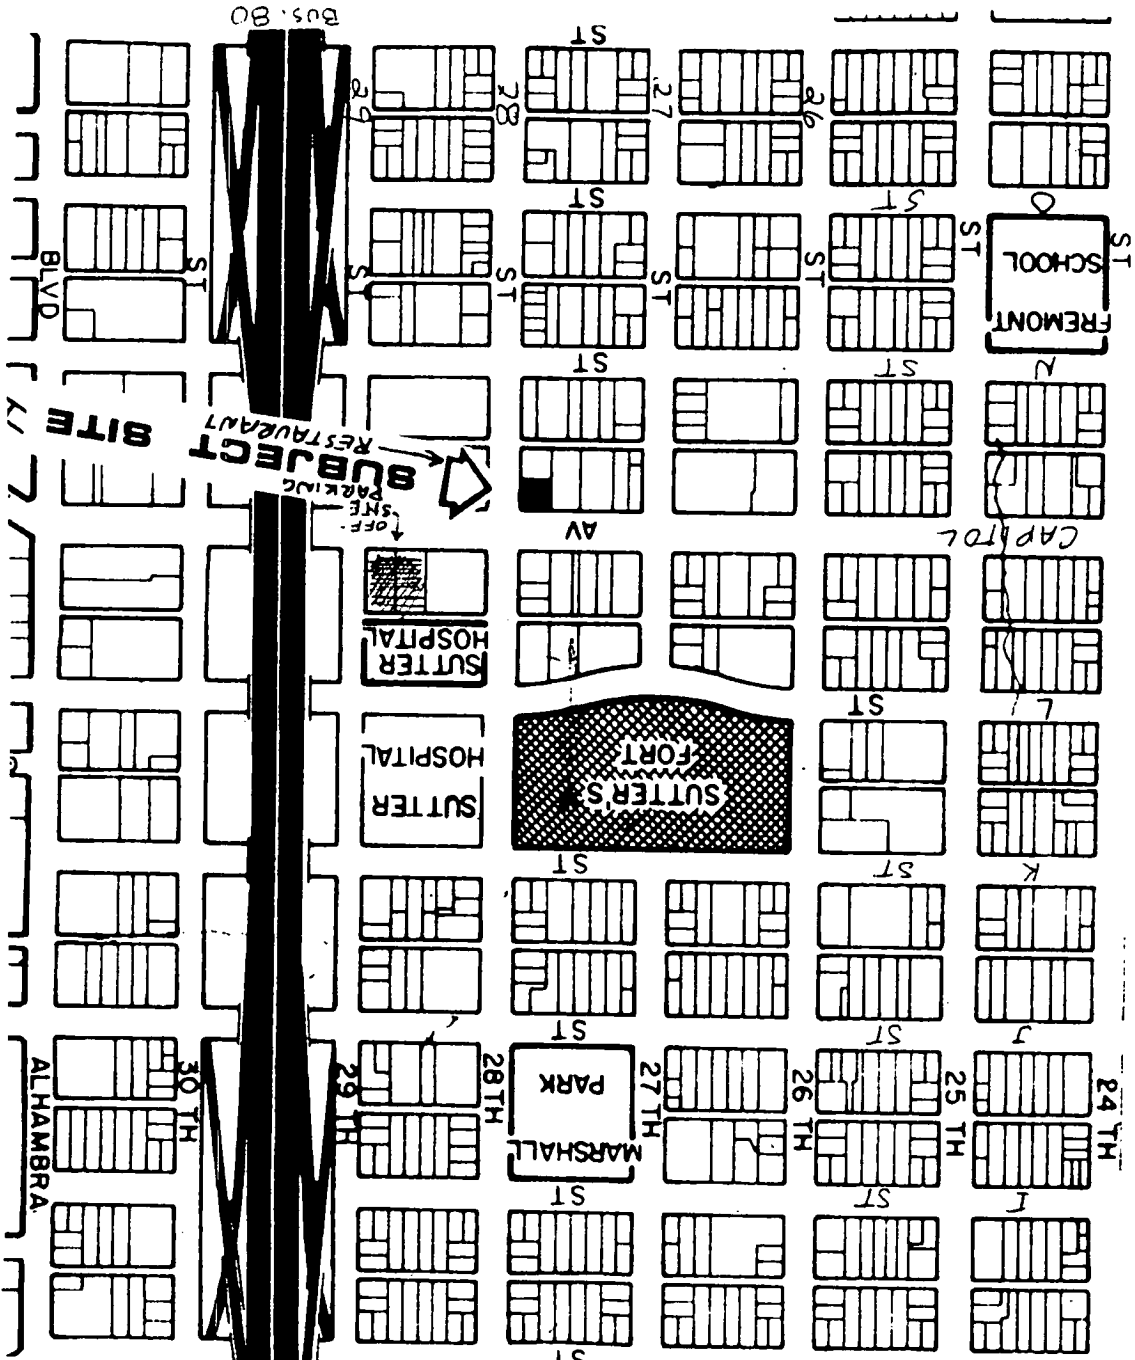 ST
I
ST
ST
24 TH
25 TH
26 TH
27 TH
MARSHALL
PARK
28 TH
29 TH
30 TH
ALHAMBRA
J
ST
ST
K
ST
ST
SUTTER'S
FORT
SUTTER
HOSPITAL
L
ST
SUTTER
HOSPITAL
CAPITOL
AV
OFF-
SITE
PARKING
SUBJECT SITE
RESTAURANT
N
ST
ST
FREMONT
SCHOOL
ST
ST
ST
ST
ST
ST
ST
BLVD
O
ST
ST
26
27
28
29
ST
Bus. 80